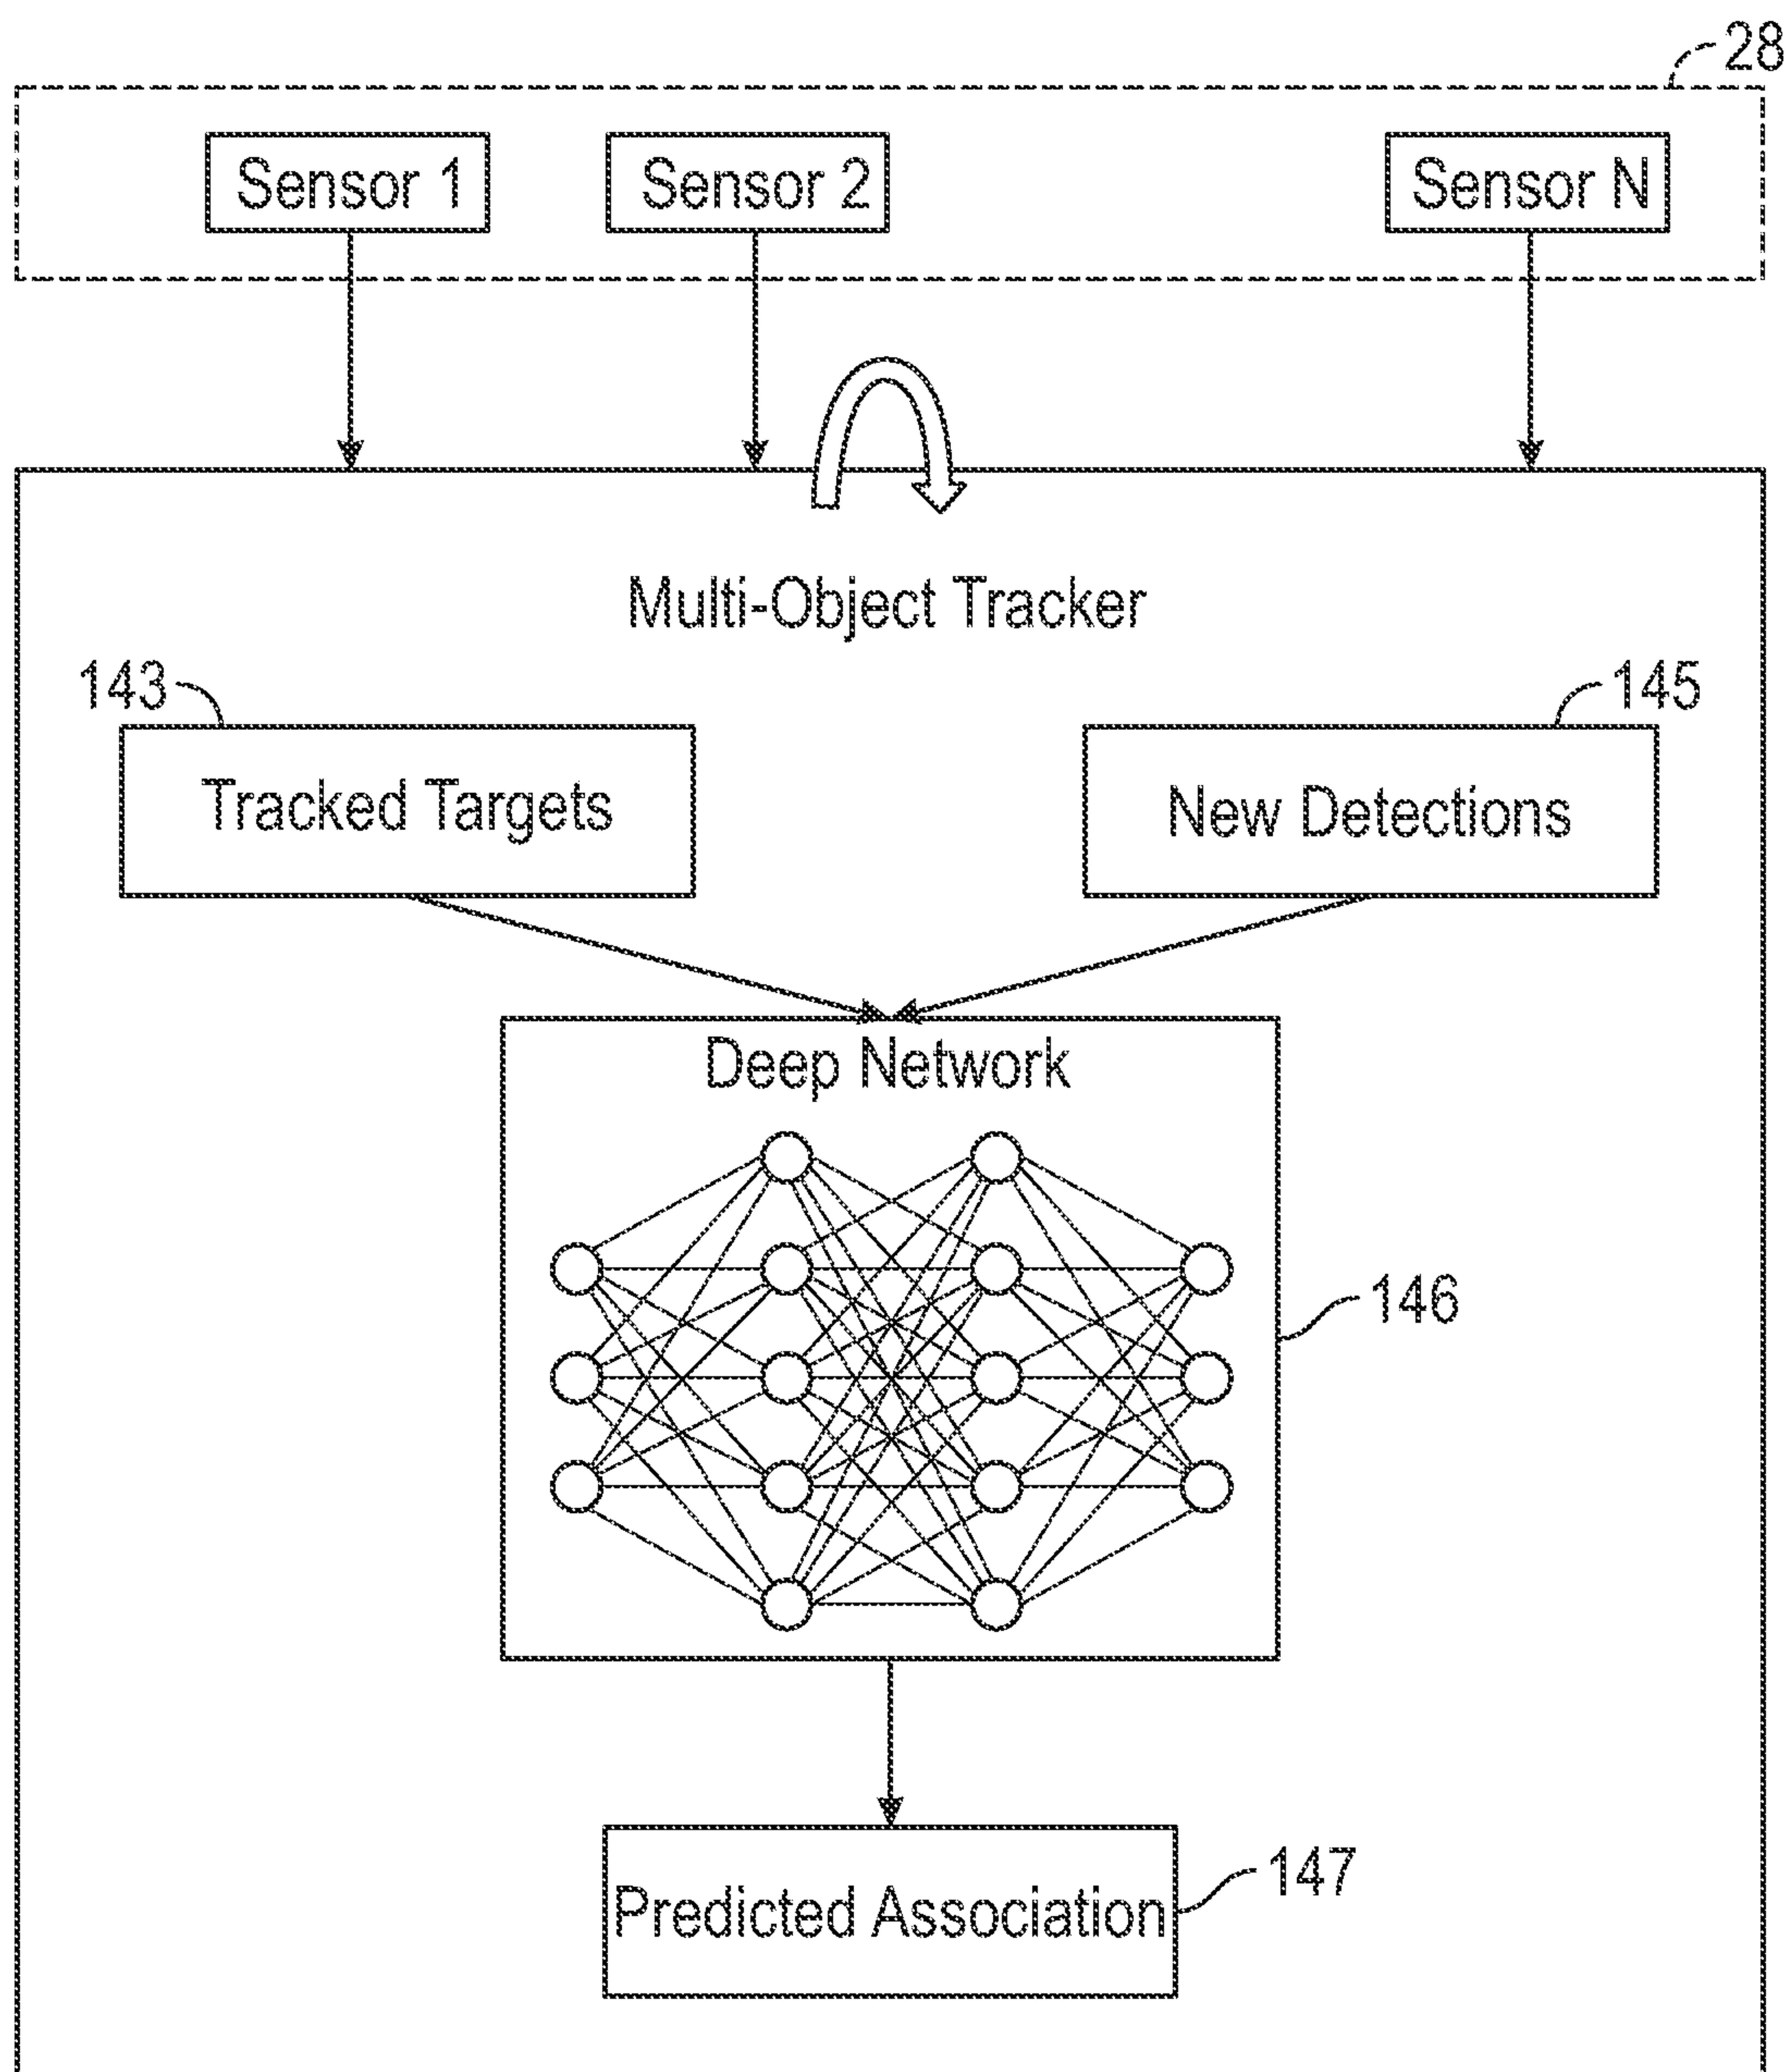 28
Sensor 1
Sensor 2
Sensor N
Multi-Object Tracker
143
145
Tracked Targets
New Detections
Deep Network
146
147
Predicted Association